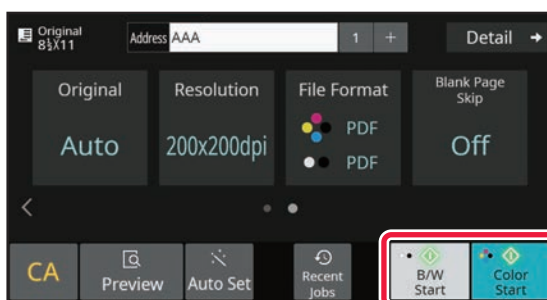 Original
8½X11
Address AAA 1 + Detail
Original
Auto
Resolution
200x200dpi
File Format
PDF
PDF
Blank Page
Skip
Off
CA
Preview
Auto Set
Recent
Jobs
B/W
Start
Color
Start